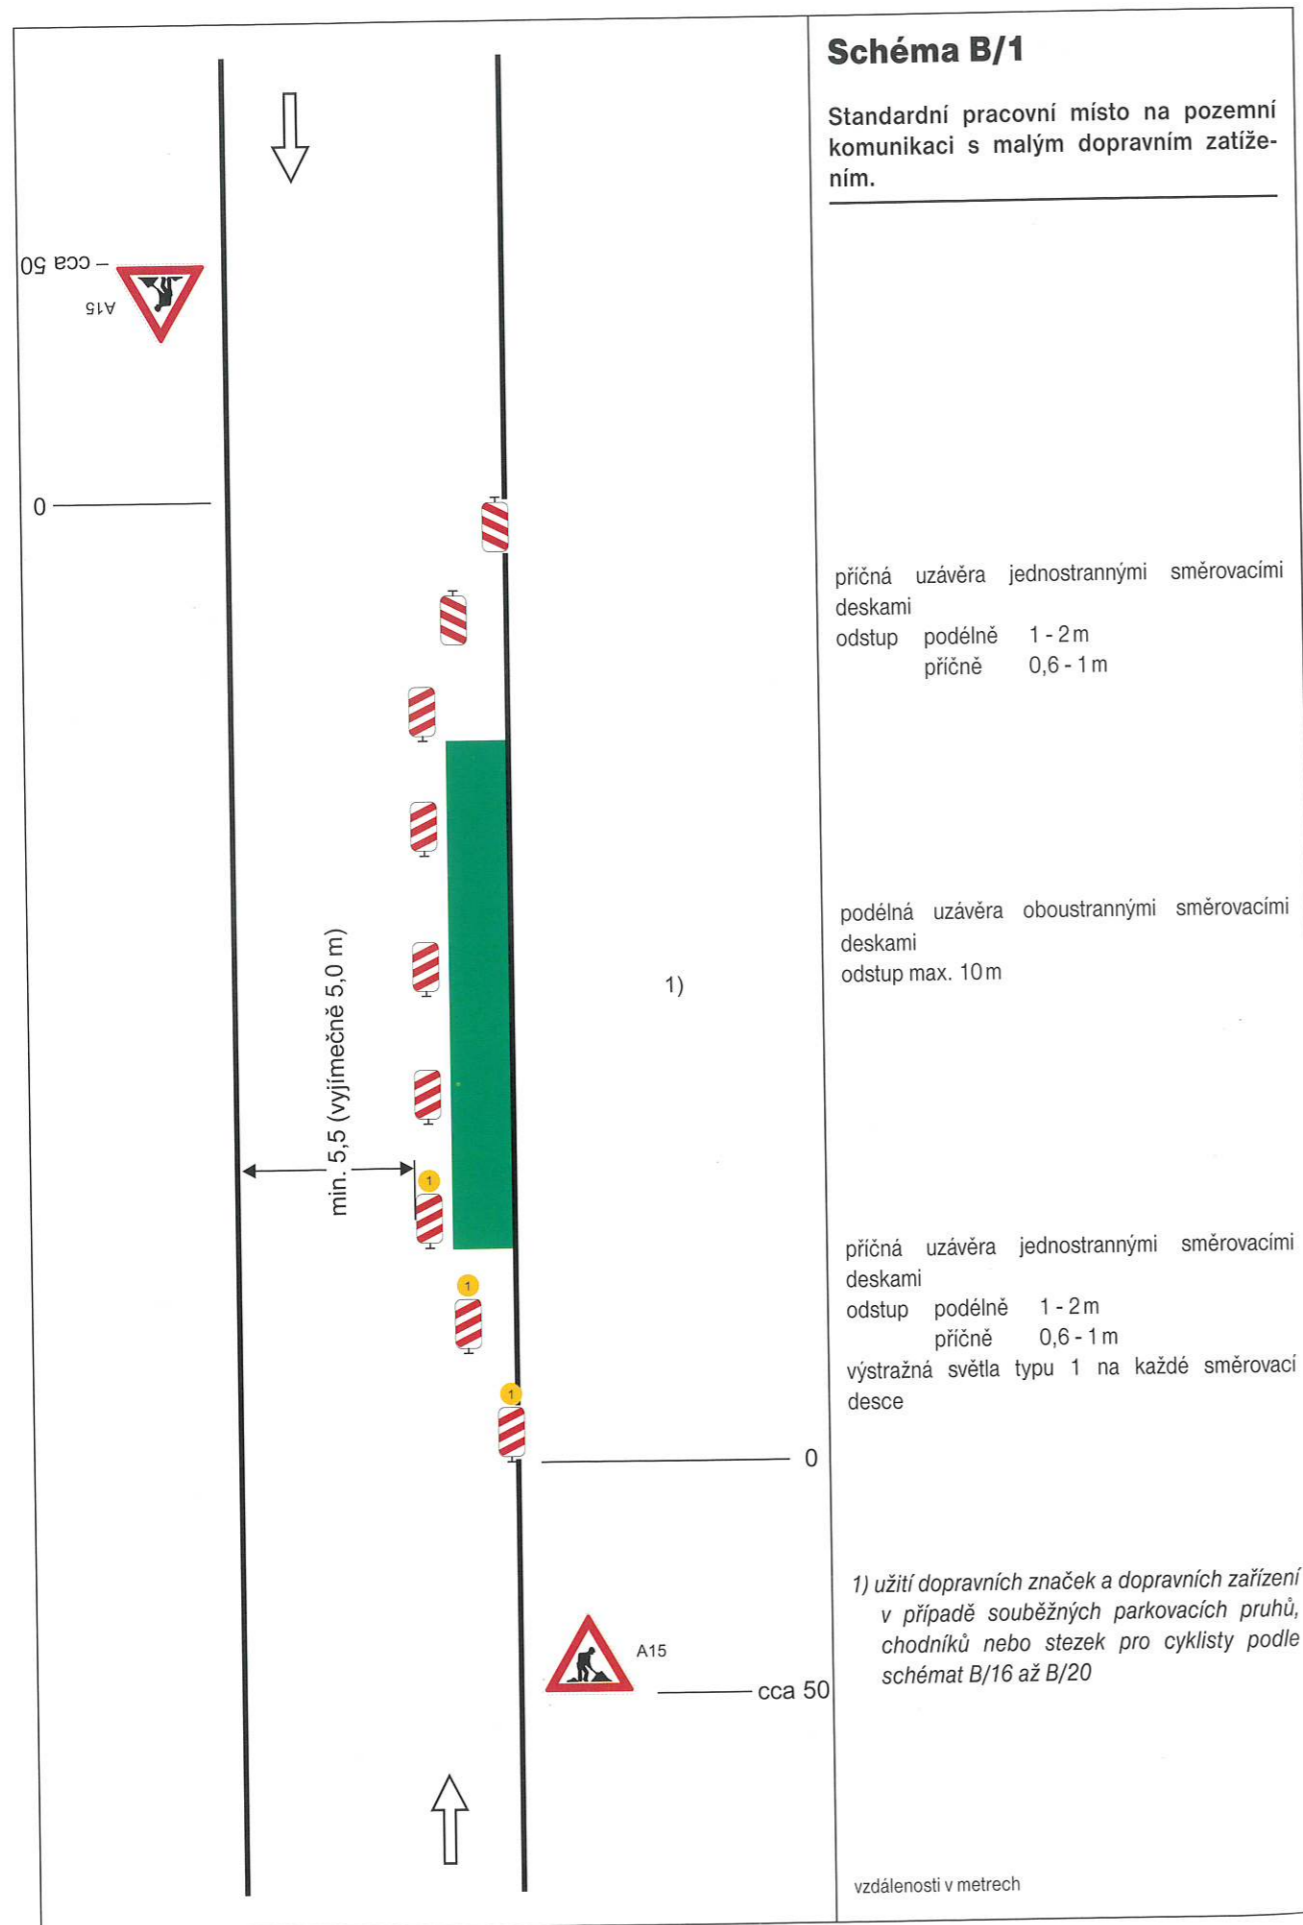 Schéma B/1
Standardní pracovní místo na pozemní
komunikaci s malým dopravním zatíže-
ním.
cca 50
A15
0
příčná uzávěra jednostrannými směrovacími
deskami
odstup podélně 1 - 2 m
příčně 0,6 - 1 m
podélná uzávěra oboustrannými směrovacími
deskami
odstup max. 10 m
min. 5,5 (vyjímečně 5,0 m)
1)
1
1
1
příčná uzávěra jednostrannými směrovacími
deskami
odstup podélně 1 - 2 m
příčně 0,6 - 1 m
výstražná světla typu 1 na každé směrovací
desce
0
A15
cca 50
1) užití dopravních značek a dopravních zařízení
v případě souběžných parkovacích pruhů,
chodníků nebo stezek pro cyklisty podle
schémat B/16 až B/20
vzdálenosti v metrech